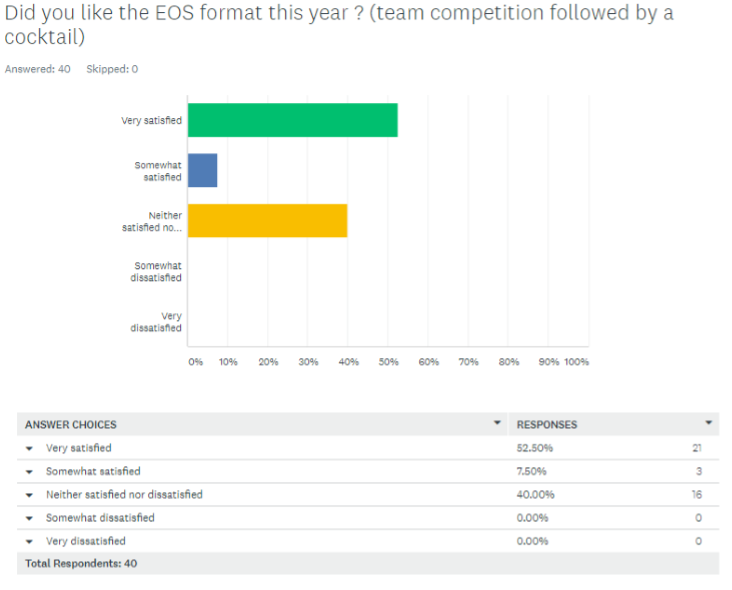 Did you like the EOS format this year ? (team competition followed by a
cocktail)
Answered: 40 Skipped: 0
Very satisfied
Somewhat
satisfied
Neither
satisfied no...
Somewhat
dissatisfied
Very
dissatisfied
0% 10% 20% 30% 40% 50% 60% 70% 80% 90% 100%
ANSWER CHOICES RESPONSES
Very satisfied 52.50% 21
Somewhat satisfied 7.50% 3
Neither satisfied nor dissatisfied 40.00% 16
Somewhat dissatisfied 0.00% 0
Very dissatisfied 0.00% 0
Total Respondents: 40